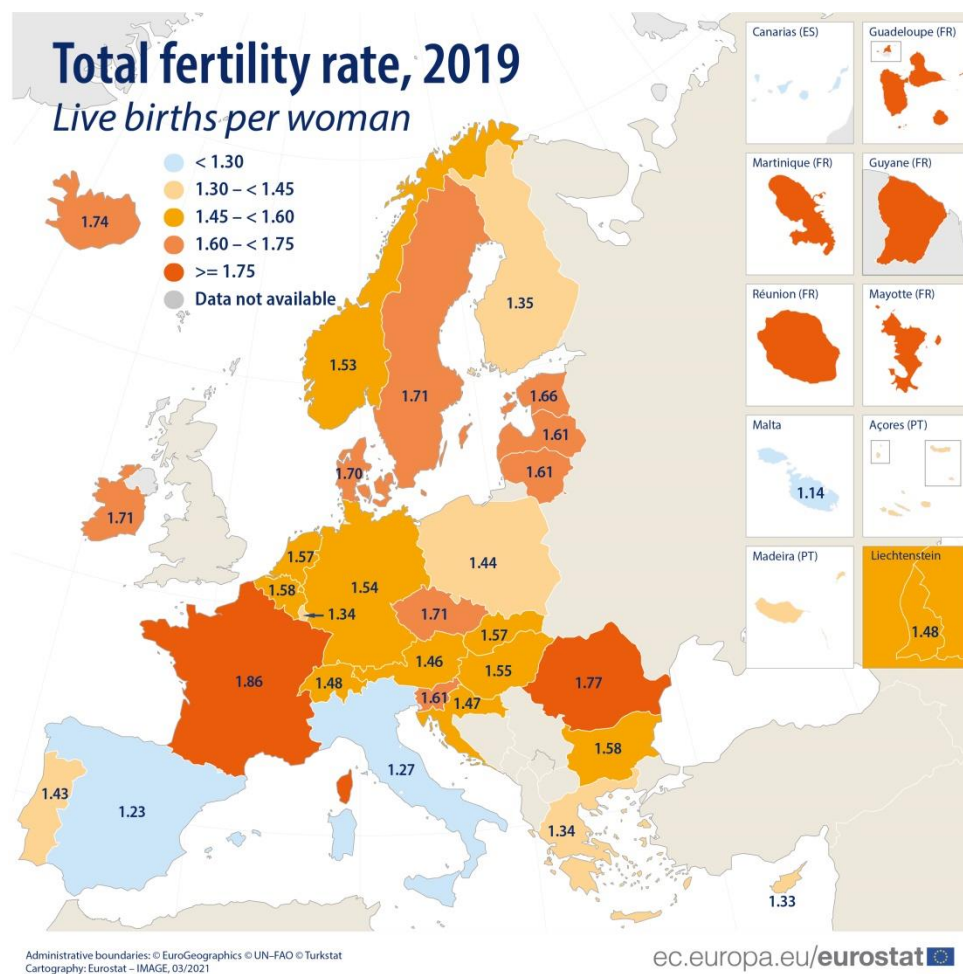 Total fertility rate, 2019
Live births per woman
< 1.30
1.30 – < 1.45
1.45 – < 1.60
1.60 – < 1.75
>= 1.75
Data not available
1.74
1.53
1.71
1.35
1.66
1.61
1.61
1.70
1.71
1.57
1.58
1.34
1.54
1.44
1.71
1.57
1.86
1.48
1.46
1.55
1.61
1.47
1.77
1.58
1.27
1.43
1.23
1.34
1.33
Canarias (ES)
Guadeloupe (FR)
Martinique (FR)
Guyane (FR)
Réunion (FR)
Mayotte (FR)
Malta
1.14
Açores (PT)
Madeira (PT)
Liechtenstein
1.48
Administrative boundaries: © EuroGeographics © UN–FAO © Turkstat
Cartography: Eurostat – IMAGE, 03/2021
ec.europa.eu/eurostat